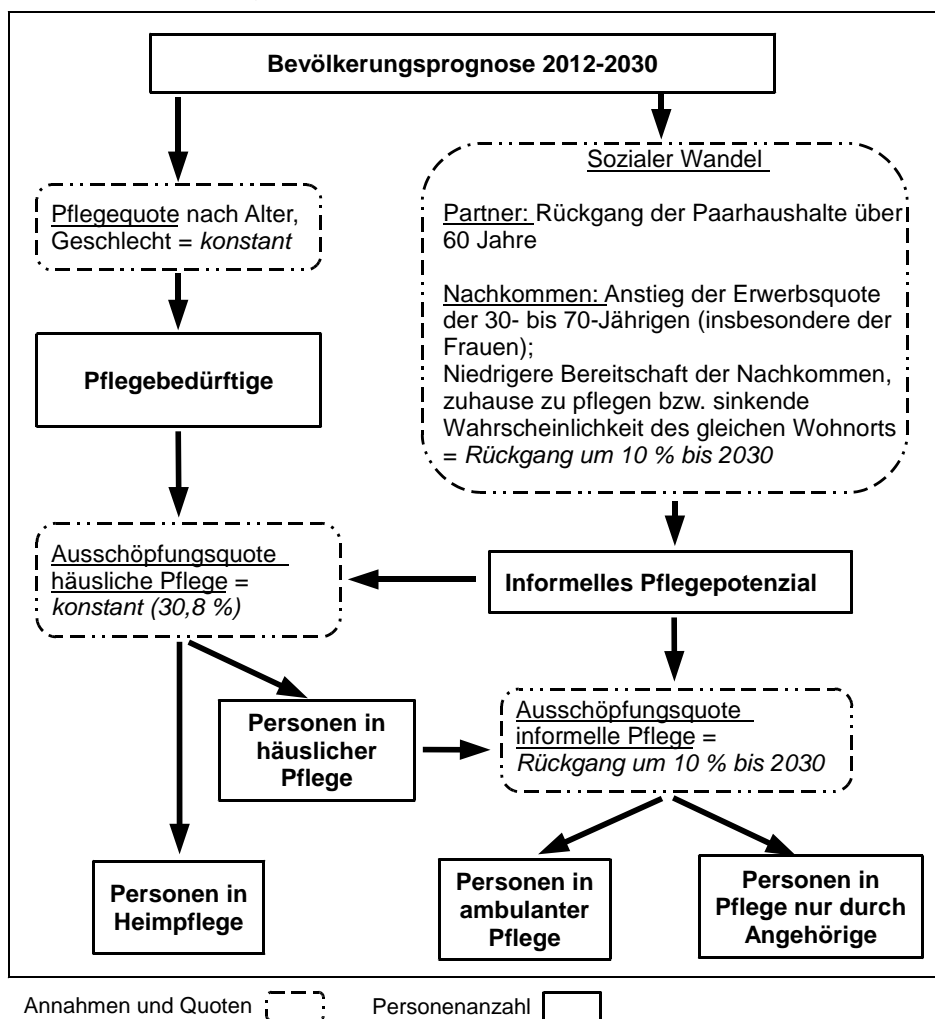 Bevölkerungsprognose 2012-2030
Pflegequote nach Alter,
Geschlecht = konstant
Sozialer Wandel
Partner: Rückgang der Paarhaushalte über
60 Jahre
Nachkommen: Anstieg der Erwerbsquote
der 30- bis 70-Jährigen (insbesondere der
Frauen);
Niedrigere Bereitschaft der Nachkommen,
zuhause zu pflegen bzw. sinkende
Wahrscheinlichkeit des gleichen Wohnorts
= Rückgang um 10 % bis 2030
Pflegebedürftige
Ausschöpfungsquote
häusliche Pflege =
konstant (30,8 %)
Informelles Pflegepotenzial
Personen in
häuslicher
Pflege
Ausschöpfungsquote
informelle Pflege =
Rückgang um 10 % bis 2030
Personen in
Heimpflege
Personen in
ambulanter
Pflege
Personen in
Pflege nur durch
Angehörige
Annahmen und Quoten
Personenanzahl